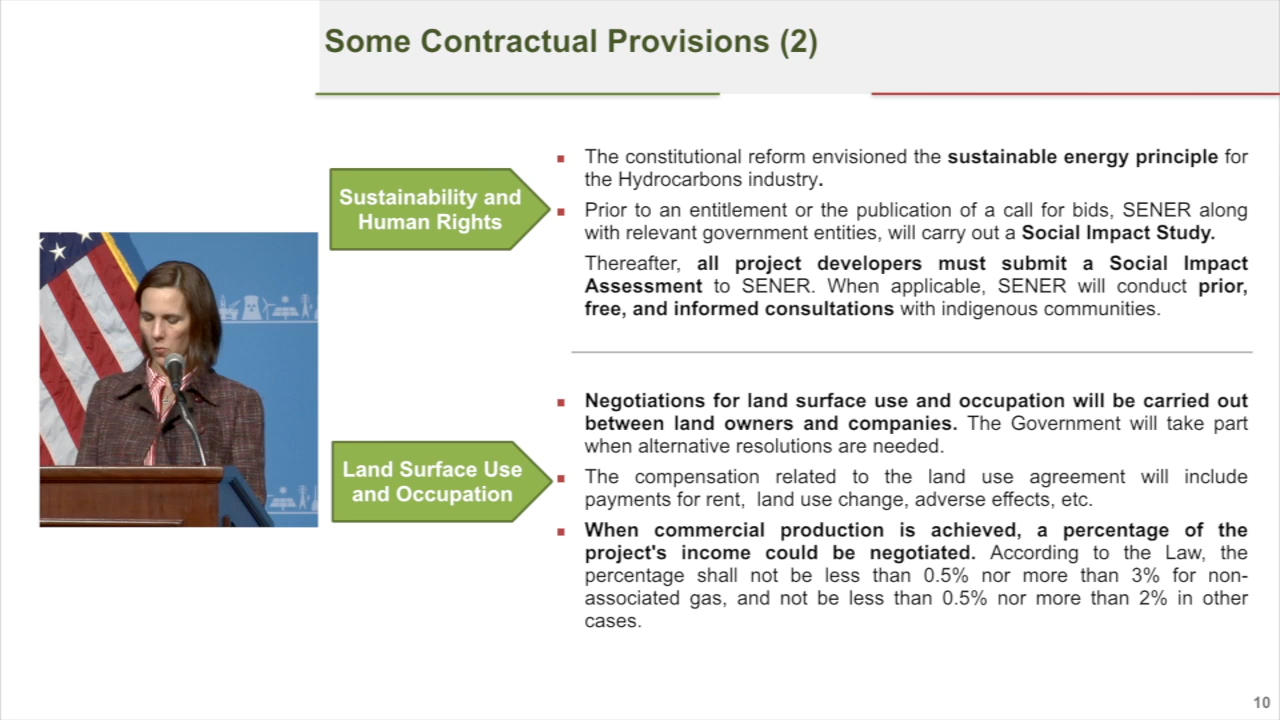 Some Contractual Provisions (2)
Sustainability and
Human Rights
The constitutional reform envisioned the sustainable energy principle for
the Hydrocarbons industry.
Prior to an entitlement or the publication of a call for bids, SENER along
with relevant government entities, will carry out a Social Impact Study.
Thereafter, all project developers must submit a Social Impact
Assessment to SENER. When applicable, SENER will conduct prior,
free, and informed consultations with indigenous communities.
Land Surface Use
and Occupation
Negotiations for land surface use and occupation will be carried out
between land owners and companies. The Government will take part
when alternative resolutions are needed.
The compensation related to the land use agreement will include
payments for rent, land use change, adverse effects, etc.
When commercial production is achieved, a percentage of the
project's income could be negotiated. According to the Law, the
percentage shall not be less than 0.5% nor more than 3% for non-
associated gas, and not be less than 0.5% nor more than 2% in other
cases.
10